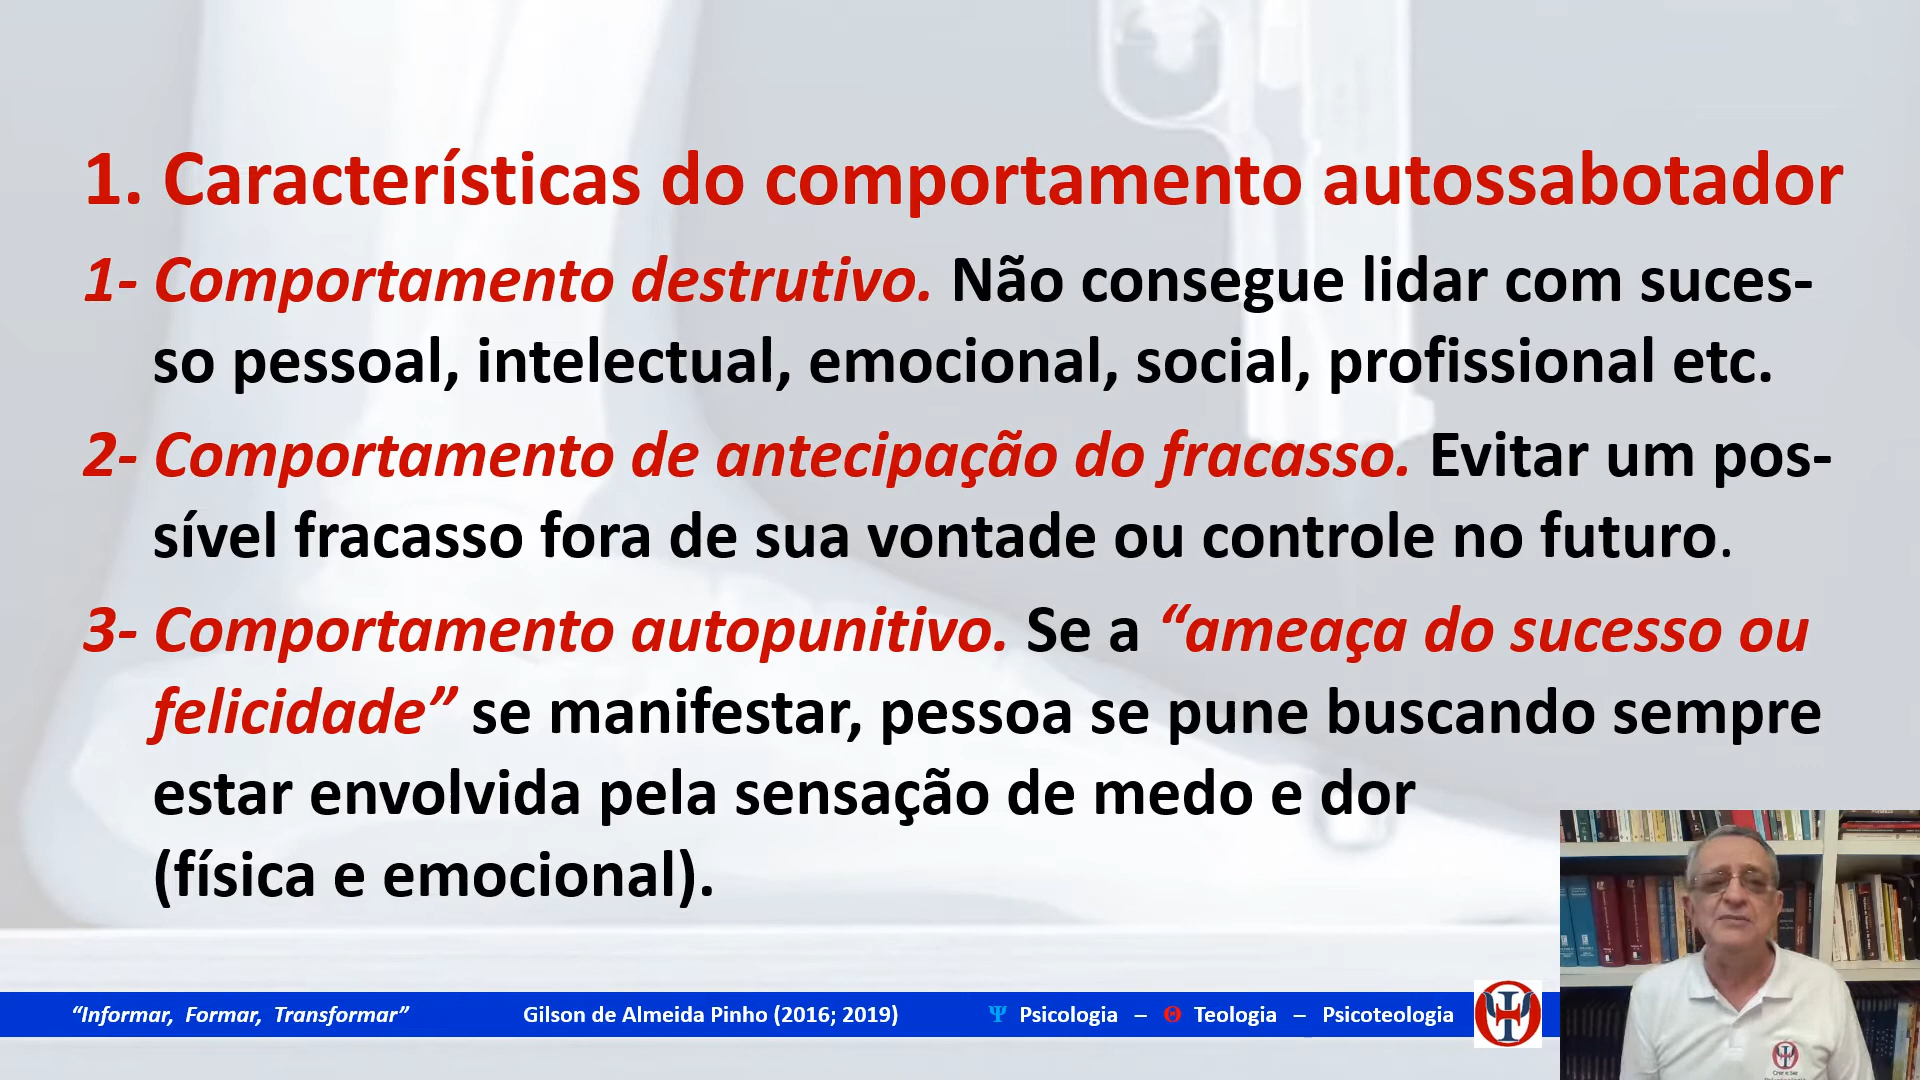 1. Características do comportamento autossabotador
1- Comportamento destrutivo. Não consegue lidar com suces-
so pessoal, intelectual, emocional, social, profissional etc.
2- Comportamento de antecipação do fracasso. Evitar um pos-
sível fracasso fora de sua vontade ou controle no futuro.
3- Comportamento autopunitivo. Se a “ameaça do sucesso ou
felicidade” se manifestar, pessoa se pune buscando sempre
estar envolvida pela sensação de medo e dor
(física e emocional).
“Informar, Formar, Transformar” Gilson de Almeida Pinho (2016; 2019) Ψ Psicologia – Θ Teologia – Psicoteologia